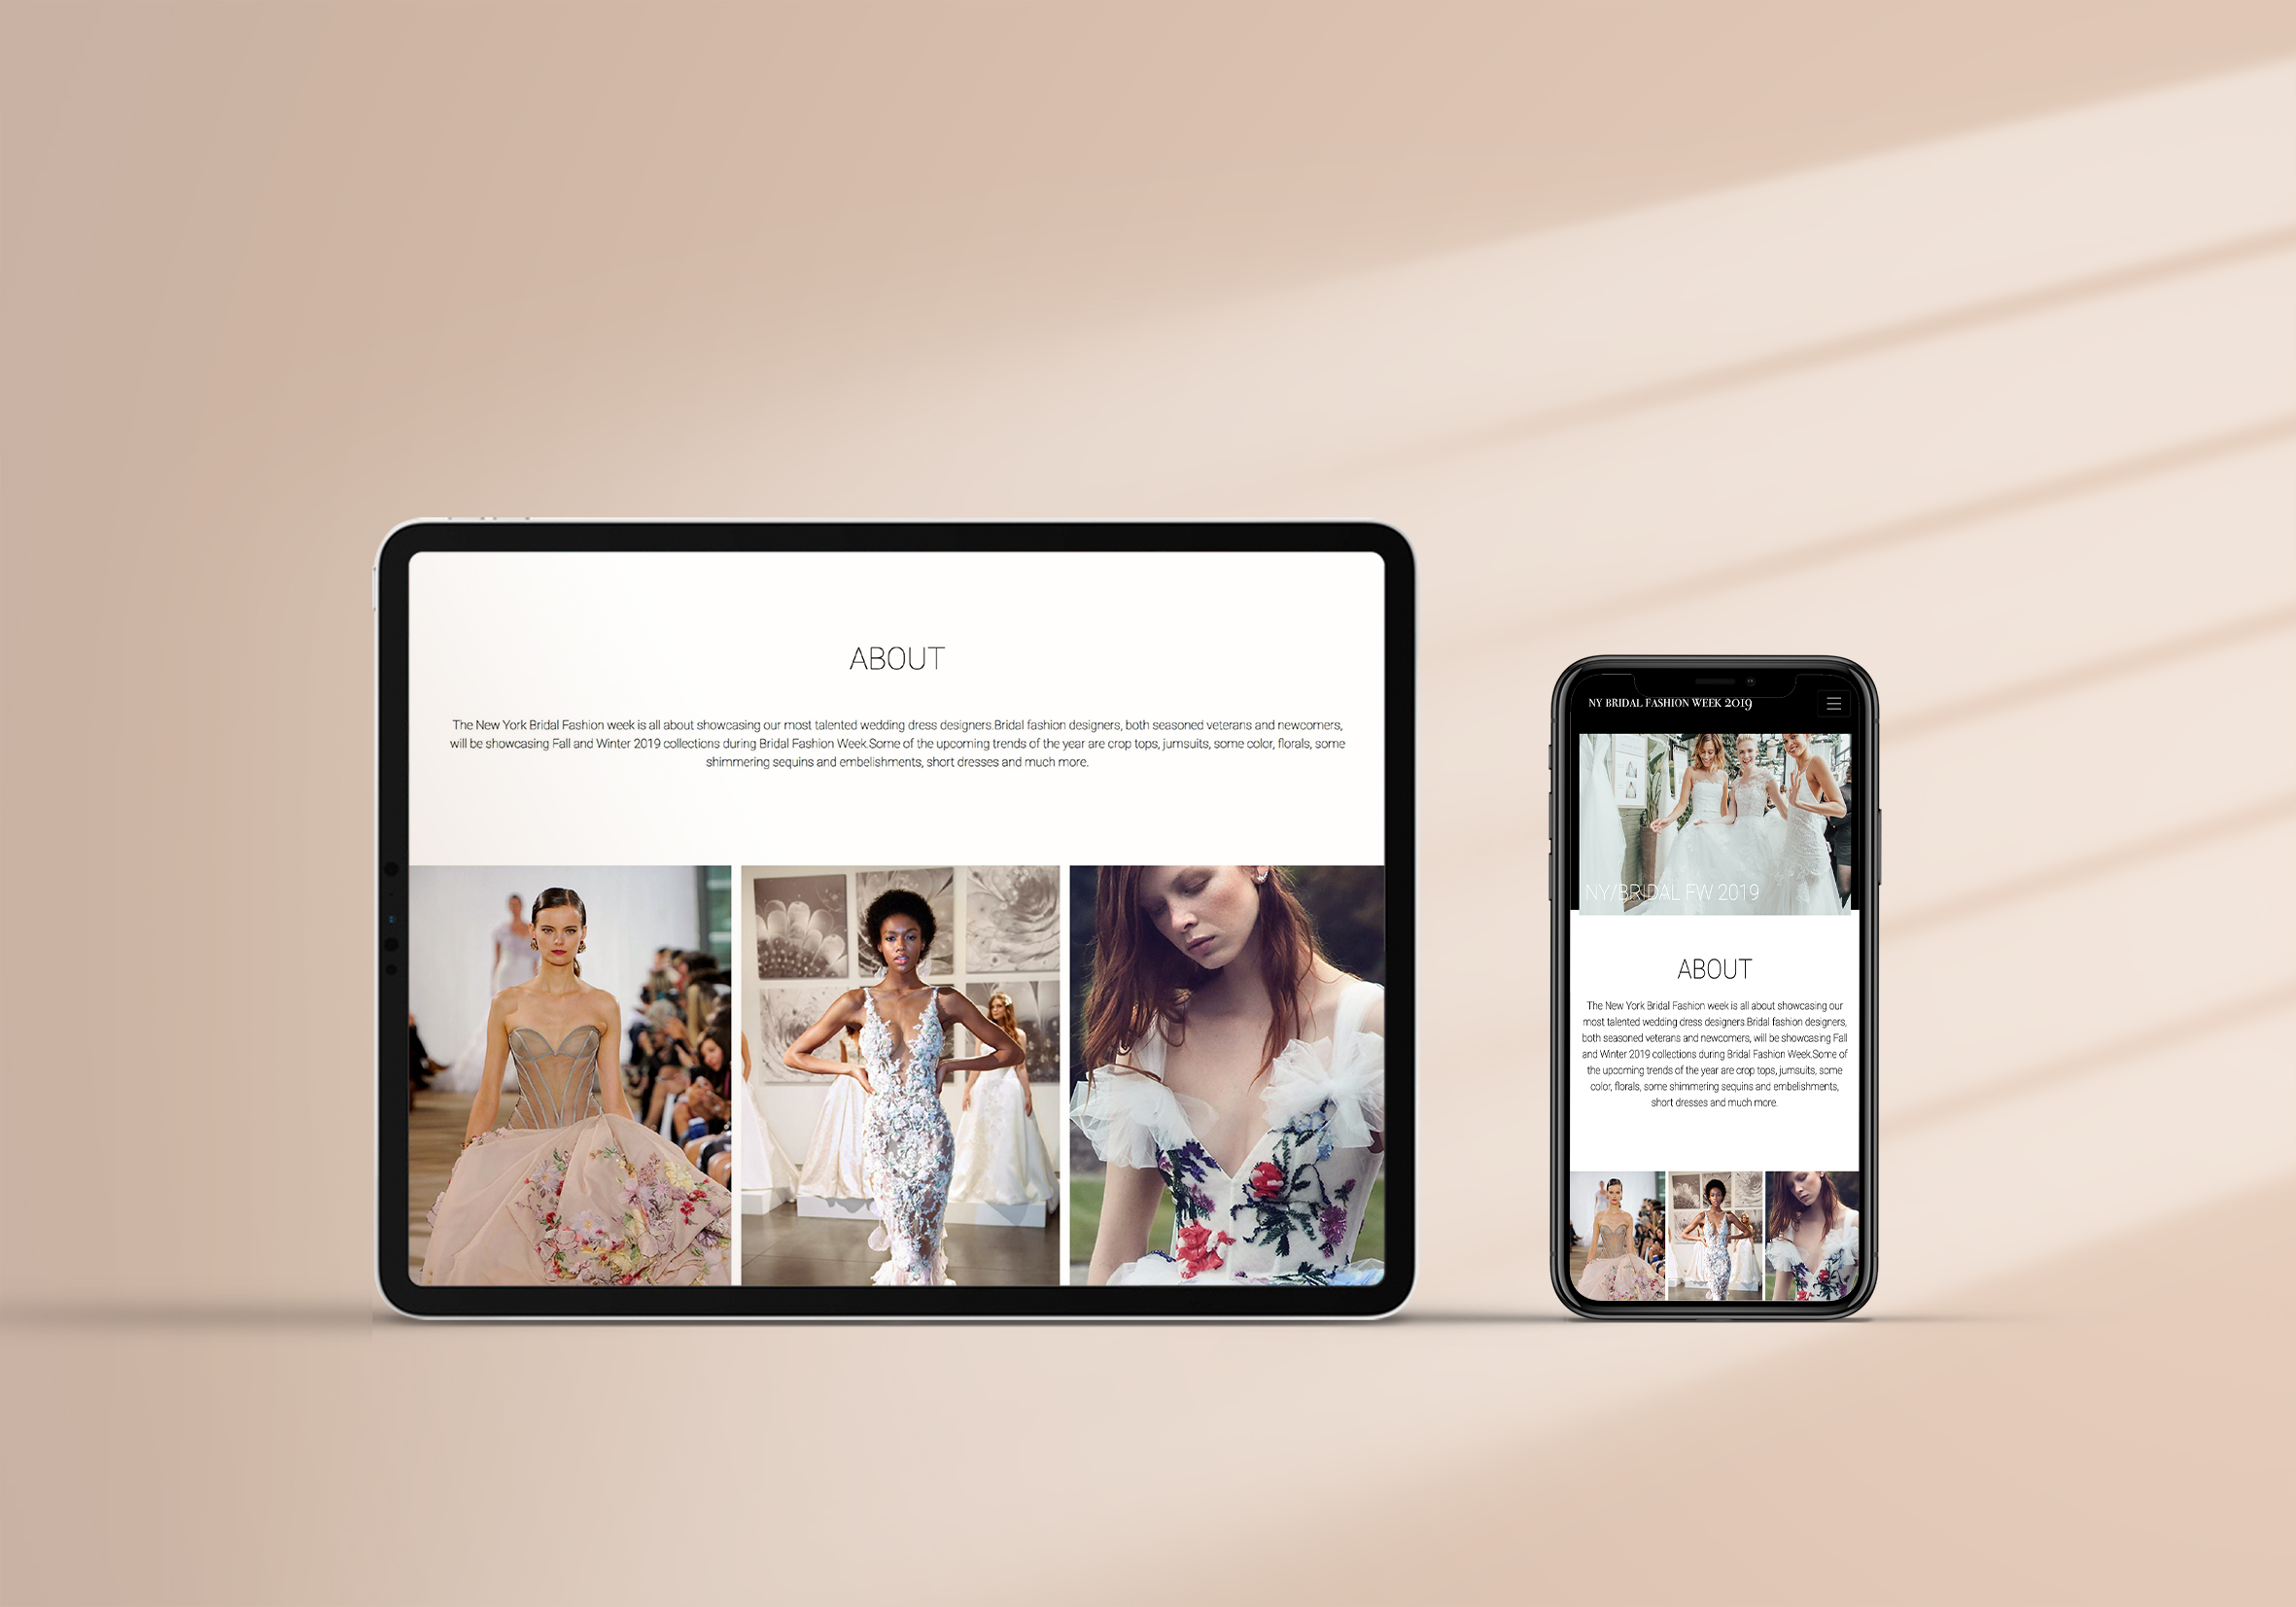 ABOUT
The New York Bridal Fashion week is all about showcasing our most talented wedding dress designers.Bridal fashion designers, both seasoned veterans and newcomers,
will be showcasing Fall and Winter 2019 collections during Bridal Fashion Week.Some of the upcoming trends of the year are crop tops, jumsuits, some color, florals, some
shimmering sequins and embelishments, short dresses and much more.
NY BRIDAL FASHION WEEK 2019
NY/BRIDAL FW 2019
ABOUT
The New York Bridal Fashion week is all about showcasing our
most talented wedding dress designers.Bridal fashion designers,
both seasoned veterans and newcomers, will be showcasing Fall
and Winter 2019 collections during Bridal Fashion Week.Some of
the upcoming trends of the year are crop tops, jumsuits, some
color, florals, some shimmering sequins and embelishments,
short dresses and much more.